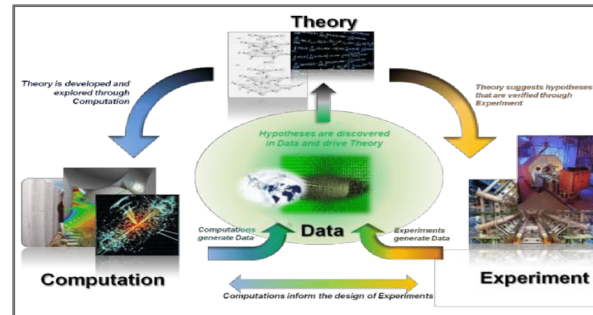 Theory
Theory is developed and
explored through
Computation
Theory suggests hypotheses
that are verified through
Experiment
Hypotheses are discovered
in Data and drive Theory
Computations
generate Data
Data
Experiments
generate Data
Computation
Experiment
Computations inform the design of Experiments